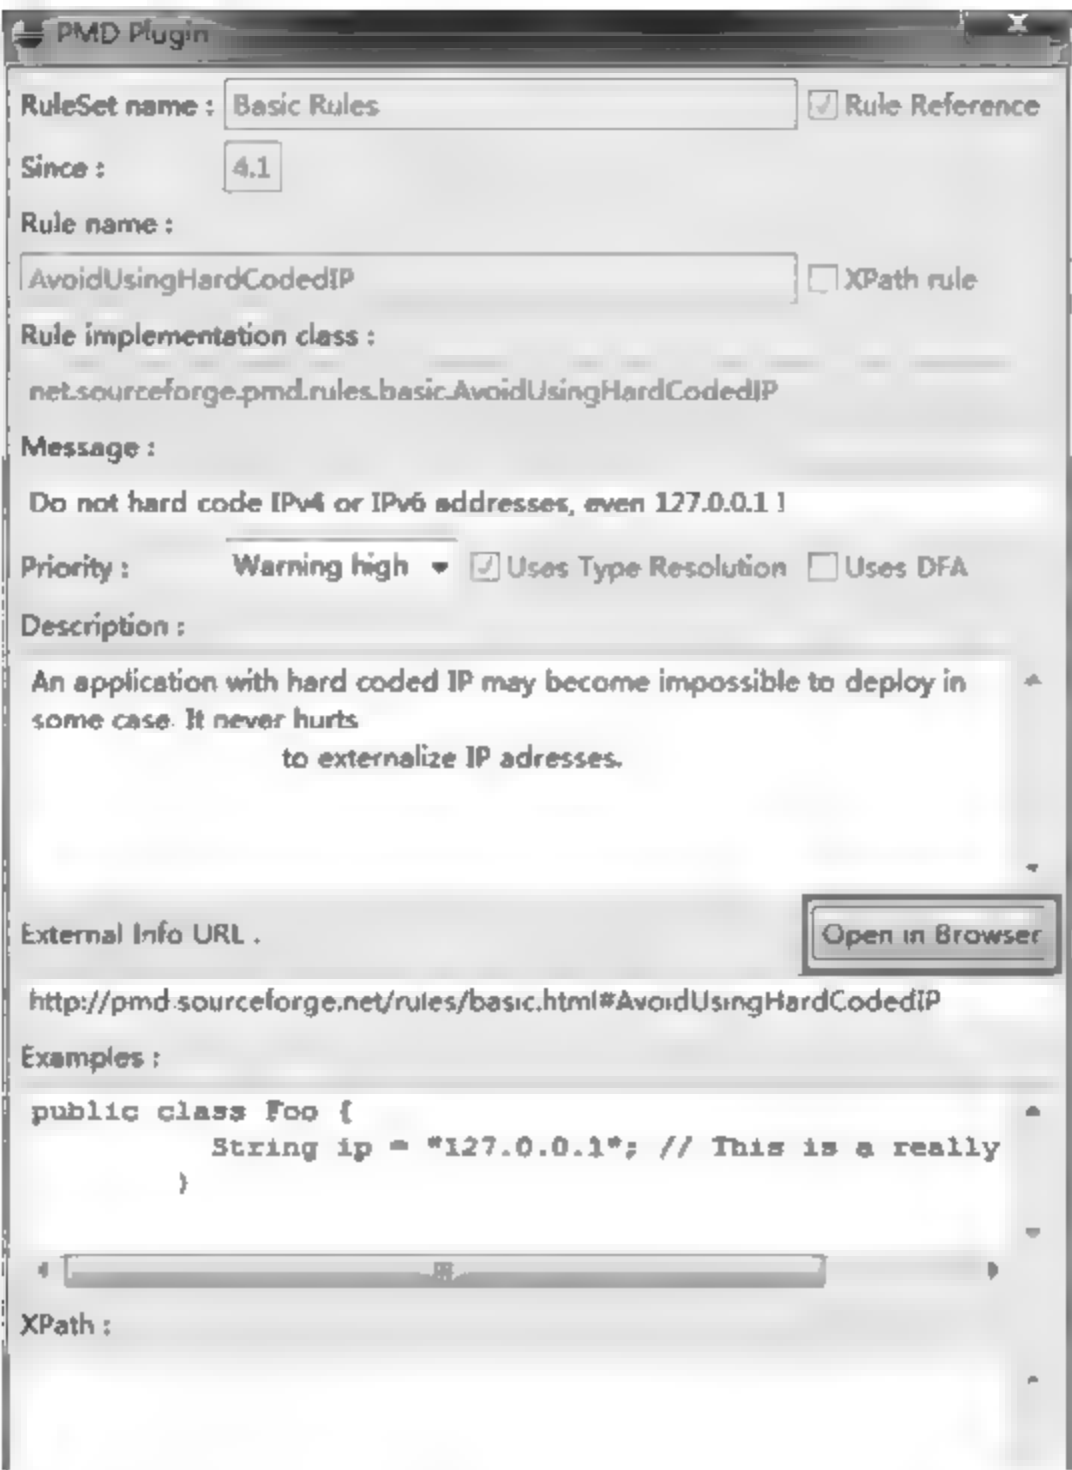 PMD Plugin
RuleSet name : Basic Rules Rule Reference
Since : 4.1
Rule name :
AvoidUsingHardCodedIP XPath rule
Rule implementation class :
net.sourceforge.pmd.rules.basic.AvoidUsingHardCodedIP
Message :
Do not hard code IPv4 or IPv6 addresses, even 127.0.0.1 !
Priority : Warning high Uses Type Resolution Uses DFA
Description :
An application with hard coded IP may become impossible to deploy in
some case. It never hurts
to externalize IP adresses.
External Info URL :
Open in Browser
http://pmd.sourceforge.net/rules/basic.html#AvoidUsingHardCodedIP
Examples :
public class Foo {
String ip = "127.0.0.1"; // This is a really
}
XPath :